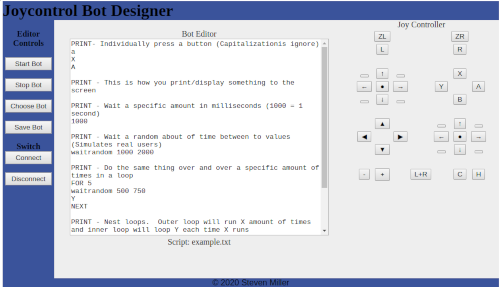 Joycontrol Bot Designer
Editor
Controls
Start Bot
Stop Bot
Choose Bot
Save Bot
Switch
Connect
Disconnect
Bot Editor
PRINT- Individually press a button (Capitalizationis ignore)
a
X
A
PRINT - This is how you print/display something to the
screen
PRINT - Wait a specific amount in milliseconds (1000 = 1
second)
1000
PRINT - Wait a random about of time between to values
(Simulates real users)
waitrandom 1000 2000
PRINT - Do the same thing over and over a specific amount of
times in a loop
FOR 5
waitrandom 500 750
Y
NEXT
PRINT - Nest loops.  Outer loop will run X amount of times
and inner loop will loop Y each time X runs
Script: example.txt
Joy Controller
ZL ZR
L R
↑ X
← ● → Y A
↓ B
▲ ↑
◀ ▶ ← ● →
▼ ↓
- + L+R C H
© 2020 Steven Miller